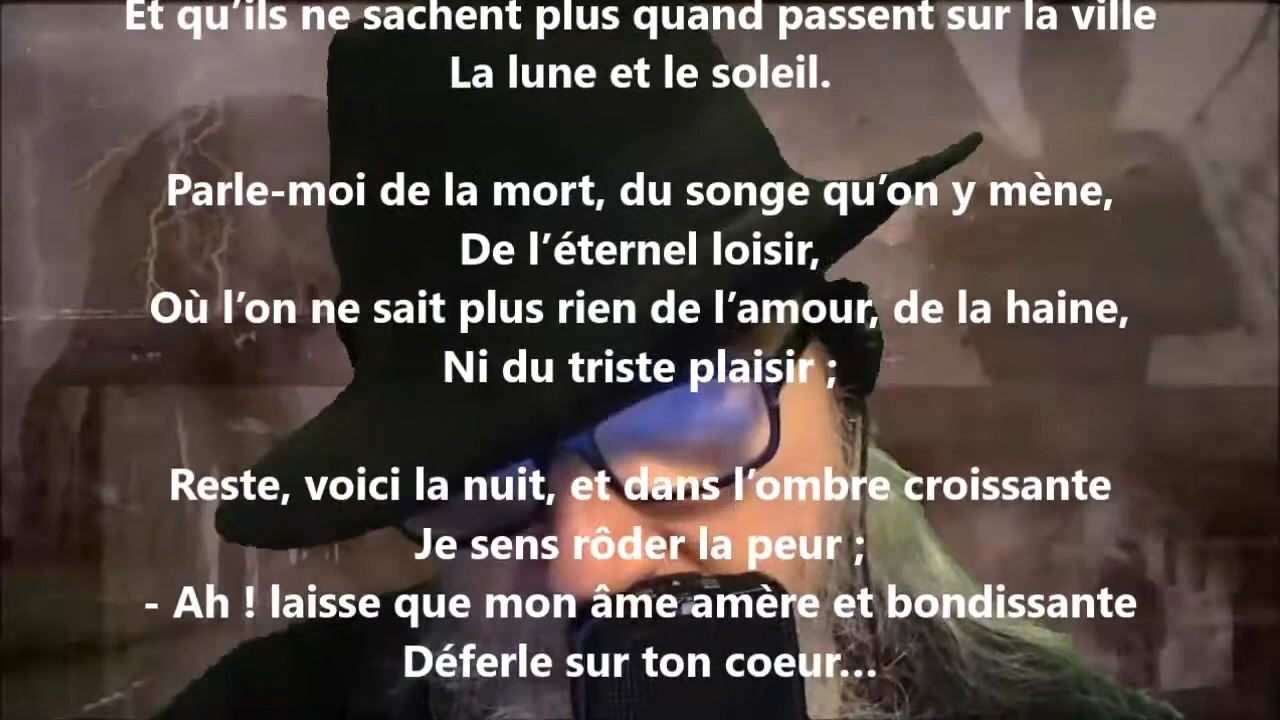 Et qu’ils ne sachent plus quand passent sur la ville
La lune et le soleil.
Parle-moi de la mort, du songe qu’on y mène,
De l’éternel loisir,
Où l’on ne sait plus rien de l’amour, de la haine,
Ni du triste plaisir ;
Reste, voici la nuit, et dans l’ombre croissante
Je sens rôder la peur ;
- Ah ! laisse que mon âme amère et bondissante
Déferle sur ton coeur...